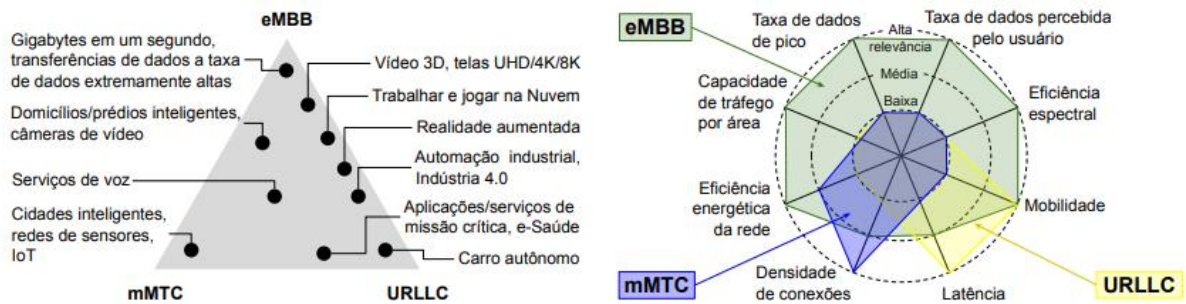 eMBB
Gigabytes em um segundo,
transferências de dados a taxa
de dados extremamente altas
Domicílios/prédios inteligentes,
câmeras de vídeo
Serviços de voz
Cidades inteligentes,
redes de sensores,
IoT
Vídeo 3D, telas UHD/4K/8K
Trabalhar e jogar na Nuvem
Realidade aumentada
Automação industrial,
Indústria 4.0
Aplicações/serviços de
missão crítica, e-Saúde
Carro autônomo
mMTC
URLLC
eMBB
Taxa de dados
de pico
Alta
relevância
Média
Baixa
Taxa de dados percebida
pelo usuário
Capacidade
de tráfego
por área
Eficiência
espectral
Eficiência
energética
da rede
Mobilidade
mMTC
Densidade
de conexões
Latência
URLLC